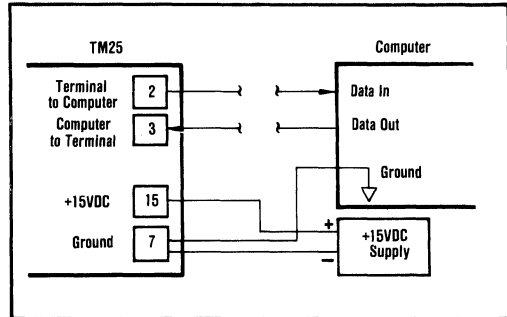 TM25
Computer
Terminal
to Computer
2
Data In
Computer
to Terminal
3
Data Out
Ground
+15VDC
15
Ground
7
+
+15VDC
Supply
−